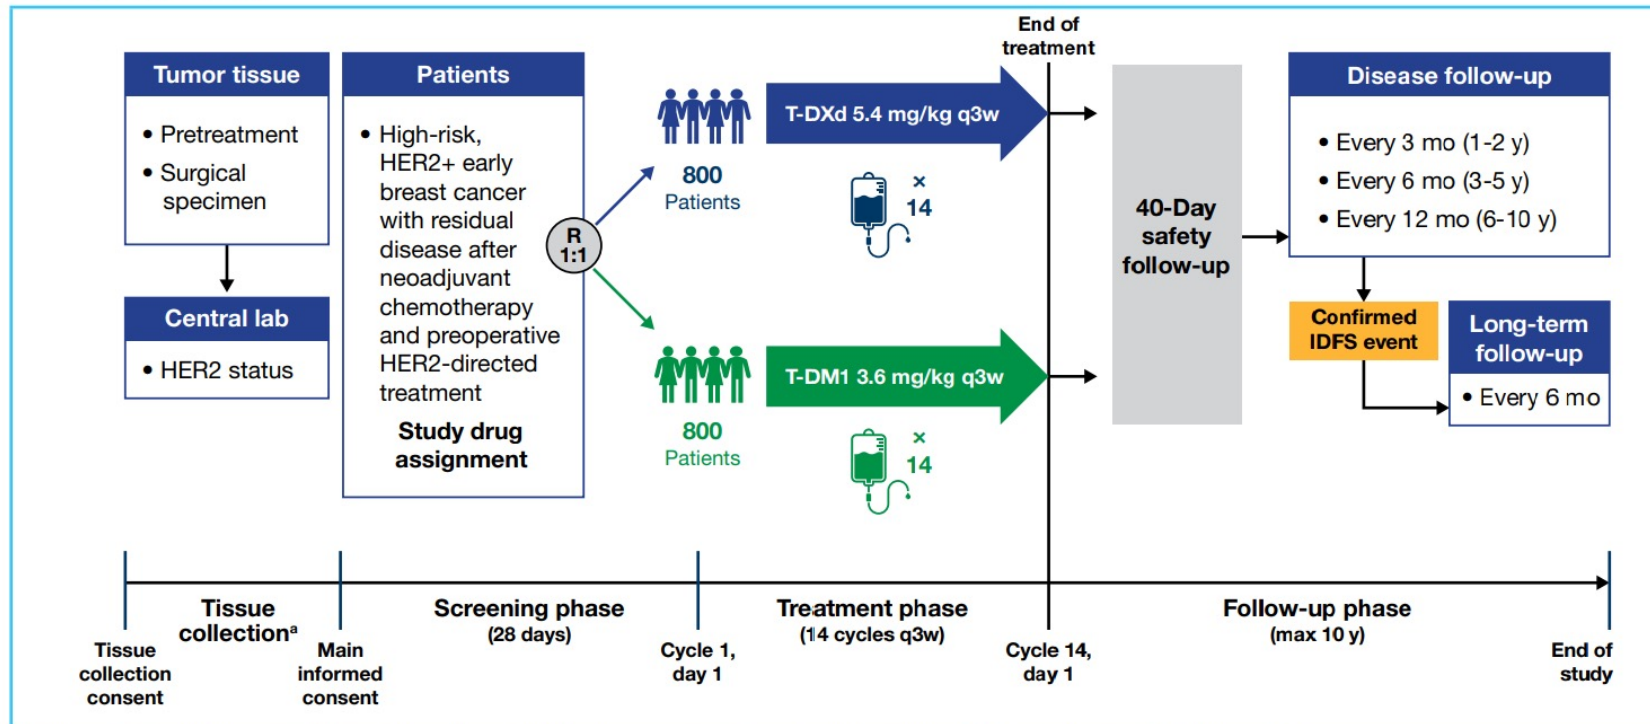 Tumor tissue
• Pretreatment
• Surgical
specimen
Central lab
• HER2 status
Patients
• High-risk,
HER2+ early
breast cancer
with residual
disease after
neoadjuvant
chemotherapy
and preoperative
HER2-directed
treatment
Study drug
assignment
R
1:1
800
Patients
T-DXd 5.4 mg/kg q3w
×
14
800
Patients
T-DM1 3.6 mg/kg q3w
×
14
End of
treatment
40-Day
safety
follow-up
Disease follow-up
• Every 3 mo (1-2 y)
• Every 6 mo (3-5 y)
• Every 12 mo (6-10 y)
Confirmed
IDFS event
Long-term
follow-up
• Every 6 mo
Tissue
collectionᵃ
Screening phase
(28 days)
Treatment phase
(14 cycles q3w)
Follow-up phase
(max 10 y)
Tissue
collection
consent
Main
informed
consent
Cycle 1,
day 1
Cycle 14,
day 1
End of
study